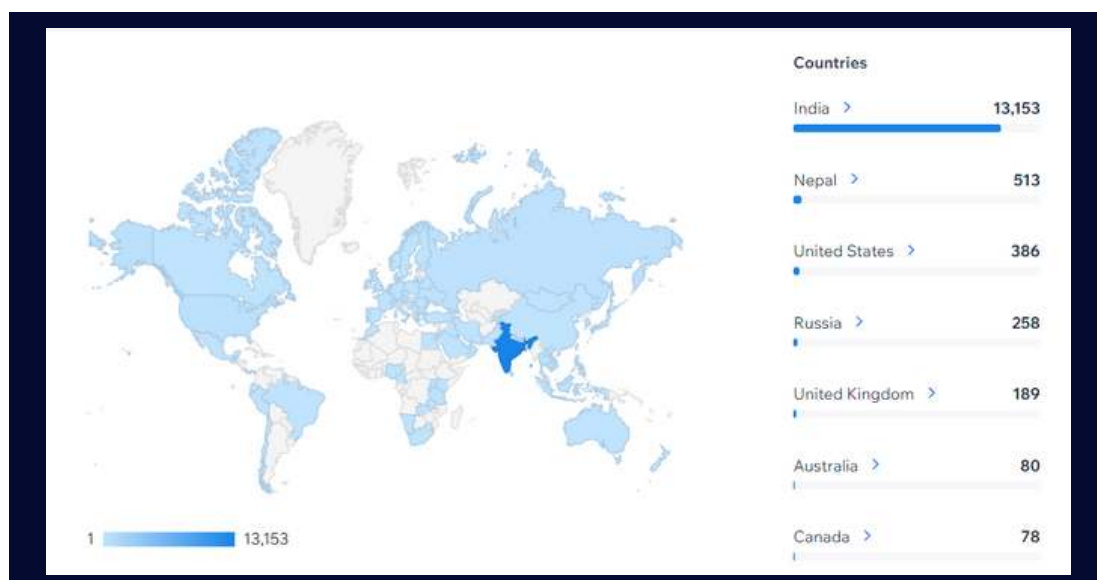 Countries
India > 13,153
Nepal > 513
United States > 386
Russia > 258
United Kingdom > 189
Australia > 80
Canada > 78
1 13,153